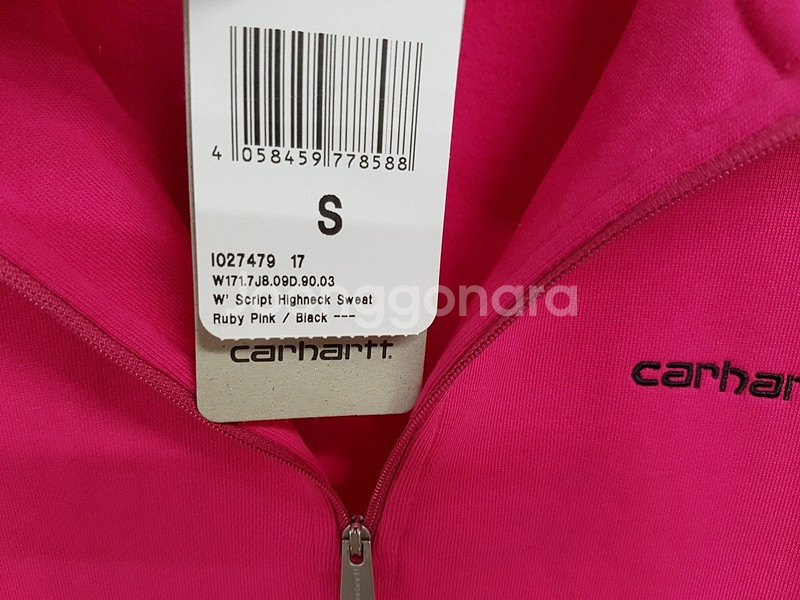 4 058459 778588
S
I027479 17
W171.7J8.09D.90.03
W' Script Highneck Sweat
Ruby Pink / Black ---
carhartt.
carhar